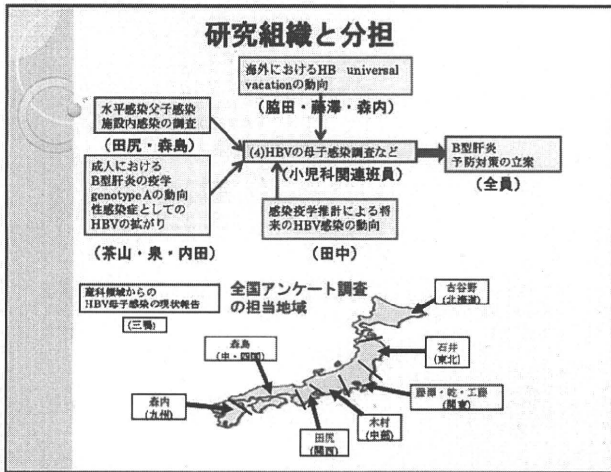 研究組織と分担
海外におけるHB universal
vacationの動向
(脇田・藤澤・森内)
水平感染父子感染
施設内感染の調査
(田尻・森島)
(4)HBVの母子感染調査など
(小児科関連班員)
B型肝炎
予防対策の立案
(全員)
成人における
B型肝炎の疫学
genotype Aの動向
性感染症としての
HBVの拡がり
(茶山・泉・内田)
感染疫学推計による将
来のHBV感染の動向
(田中)
産科領域からの
HBV母子感染の現状報告
(三鴨)
全国アンケート調査
の担当地域
古谷野
(北海道)
石井
(東北)
藤澤・乾・工藤
(関東)
木村
(中部)
田尻
(関西)
森島
(中・四国)
森内
(九州)